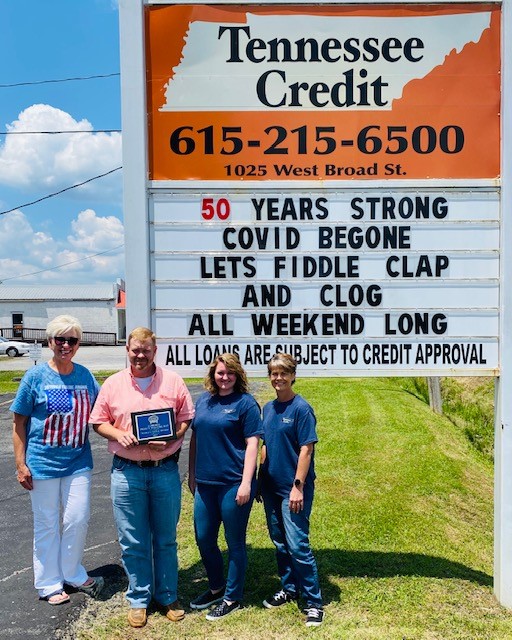 Tennessee
Credit
615-215-6500
1025 West Broad St.
50 YEARS STRONG
COVID BEGONE
LETS FIDDLE CLAP
AND CLOG
ALL WEEKEND LONG
ALL LOANS ARE SUBJECT TO CREDIT APPROVAL